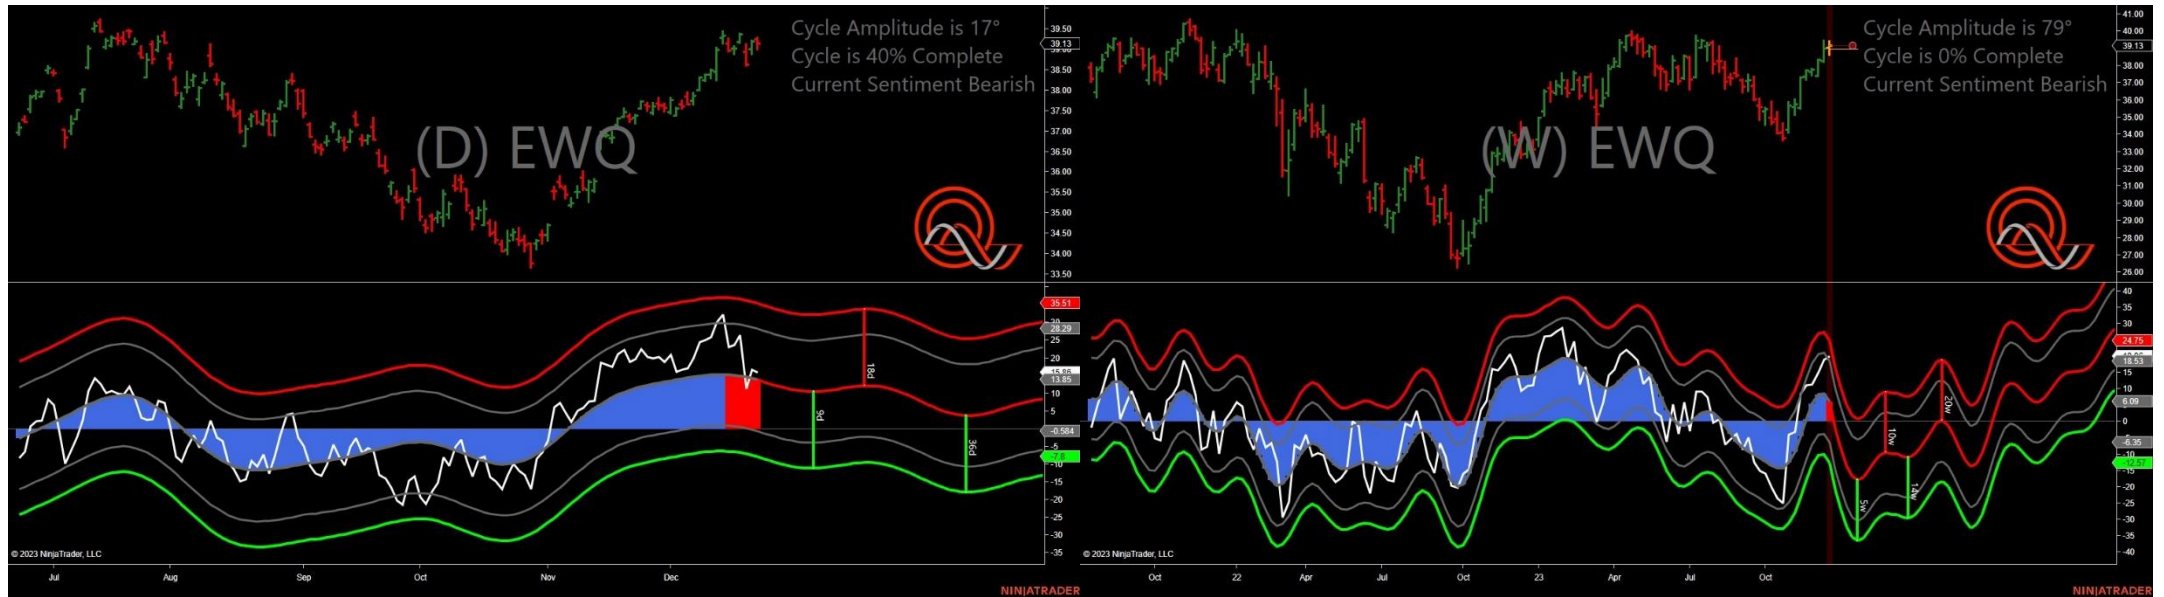 Cycle Amplitude is 17°
Cycle is 40% Complete
Current Sentiment Bearish
(D) EWQ
39.50
39.13
38.50
38.00
37.50
37.00
36.50
36.00
35.50
35.00
34.50
34.00
33.50
35.51
28.29
25
20
15.86
13.85
10
5
-0.584
-7.8
-15
-20
-25
-30
-35
18d
9d
36d
© 2023 NinjaTrader, LLC
Jul
Aug
Sep
Oct
Nov
Dec
NINJATRADER
Cycle Amplitude is 79°
Cycle is 0% Complete
Current Sentiment Bearish
(W) EWQ
41.00
40.00
39.13
38.00
37.00
36.00
35.00
34.00
33.00
32.00
31.00
30.00
29.00
28.00
27.00
26.00
40
35
30
24.75
18.53
15
10
6.09
0
-6.35
-12.57
-20
-25
-30
-35
-40
20w
10w
14w
5w
© 2023 NinjaTrader, LLC
Oct
22
Apr
Jul
Oct
23
Apr
Jul
Oct
NINJATRADER